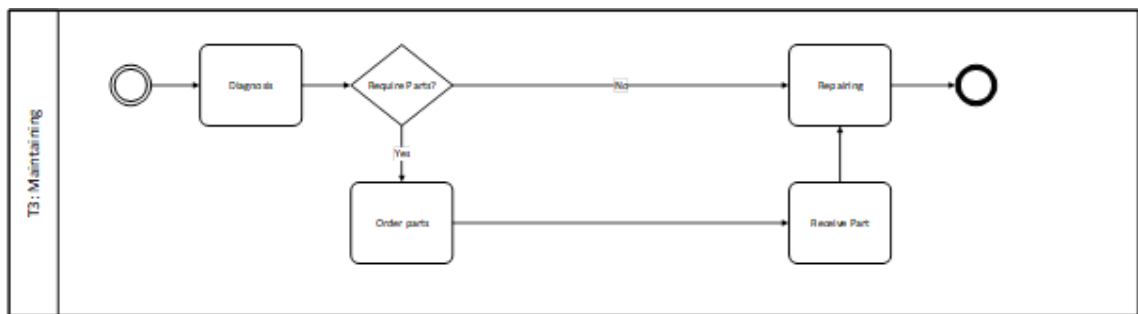 T3: Maintaining
Diagnosis
Require Parts?
No
Repairing
Yes
Order parts
Receive Part